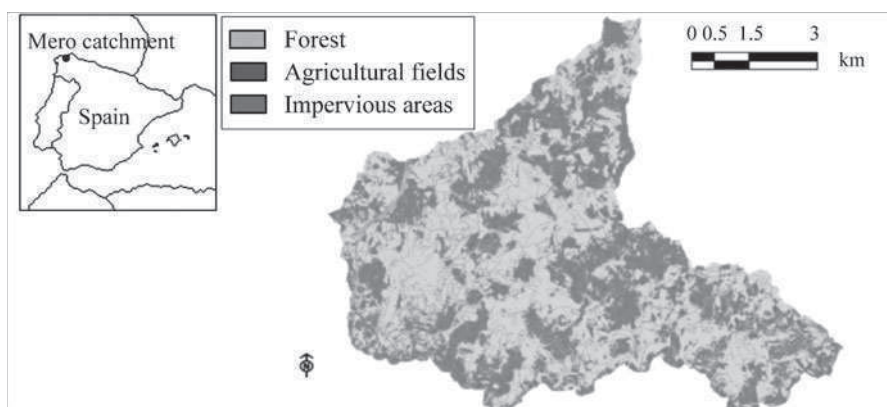 Mero catchment
Spain
Forest
Agricultural fields
Impervious areas
0 0.5 1.5 3
km
N